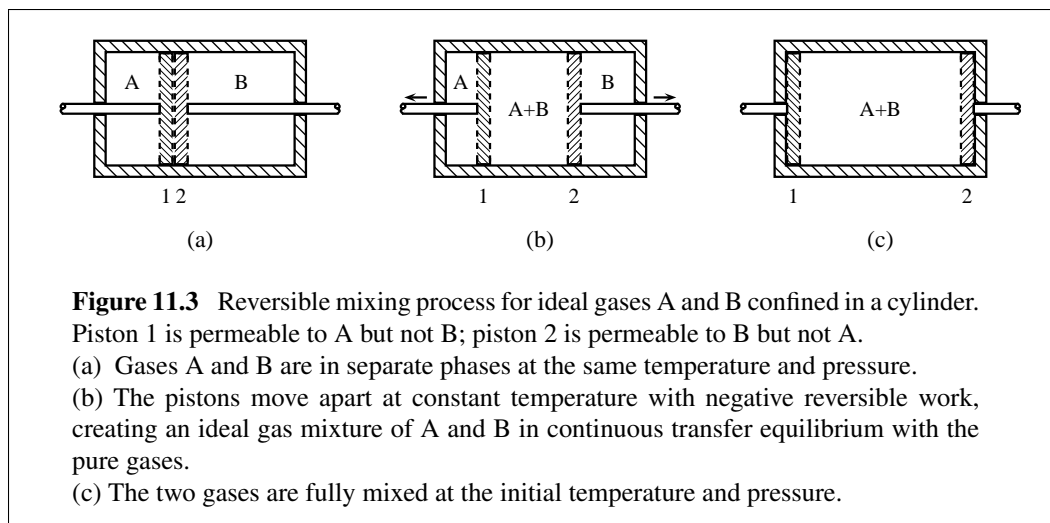 A B
A A+B B
A+B
1 2
1 2
1 2
(a)
(b)
(c)
Figure 11.3 Reversible mixing process for ideal gases A and B confined in a cylinder.
Piston 1 is permeable to A but not B; piston 2 is permeable to B but not A.
(a) Gases A and B are in separate phases at the same temperature and pressure.
(b) The pistons move apart at constant temperature with negative reversible work,
creating an ideal gas mixture of A and B in continuous transfer equilibrium with the
pure gases.
(c) The two gases are fully mixed at the initial temperature and pressure.